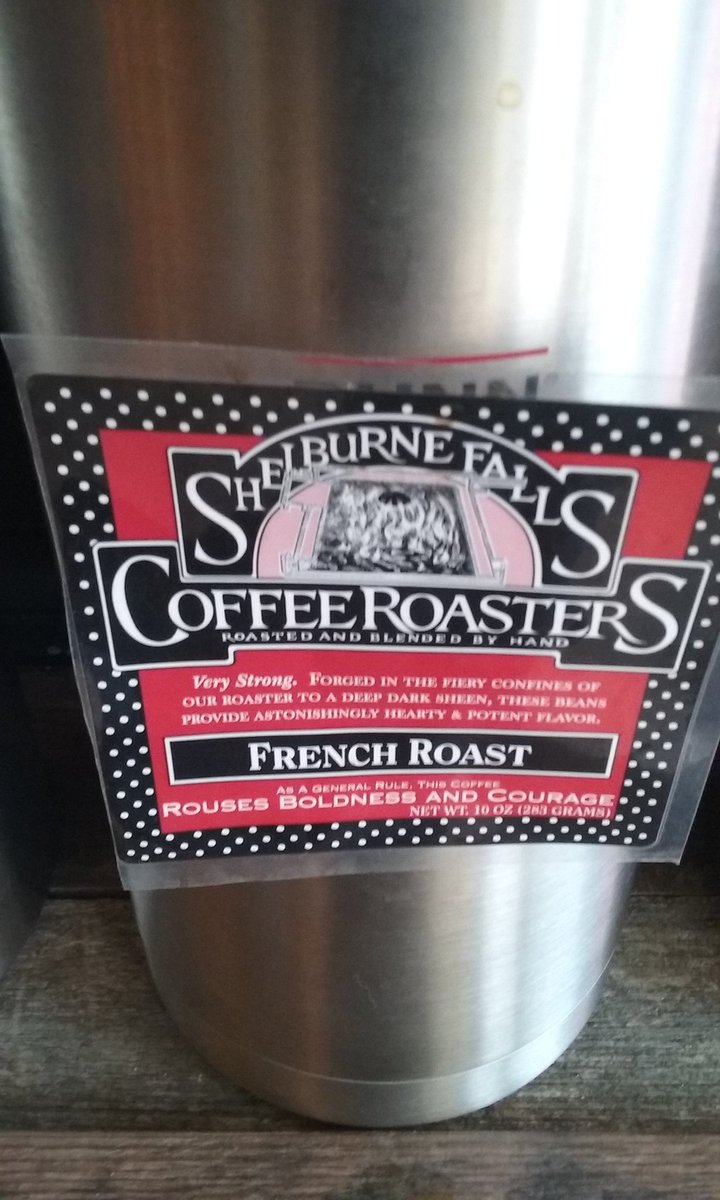 SHELBURNE FALLS
COFFEE ROASTERS
ROASTED AND BLENDED BY HAND
Very Strong. FORGED IN THE FIERY CONFINES OF
OUR ROASTER TO A DEEP DARK SHEEN, THESE BEANS
PROVIDE ASTONISHINGLY HEARTY & POTENT FLAVOR.
FRENCH ROAST
AS A GENERAL RULE, THIS COFFEE
ROUSES BOLDNESS AND COURAGE
NET WT. 10 OZ (283 GRAMS)